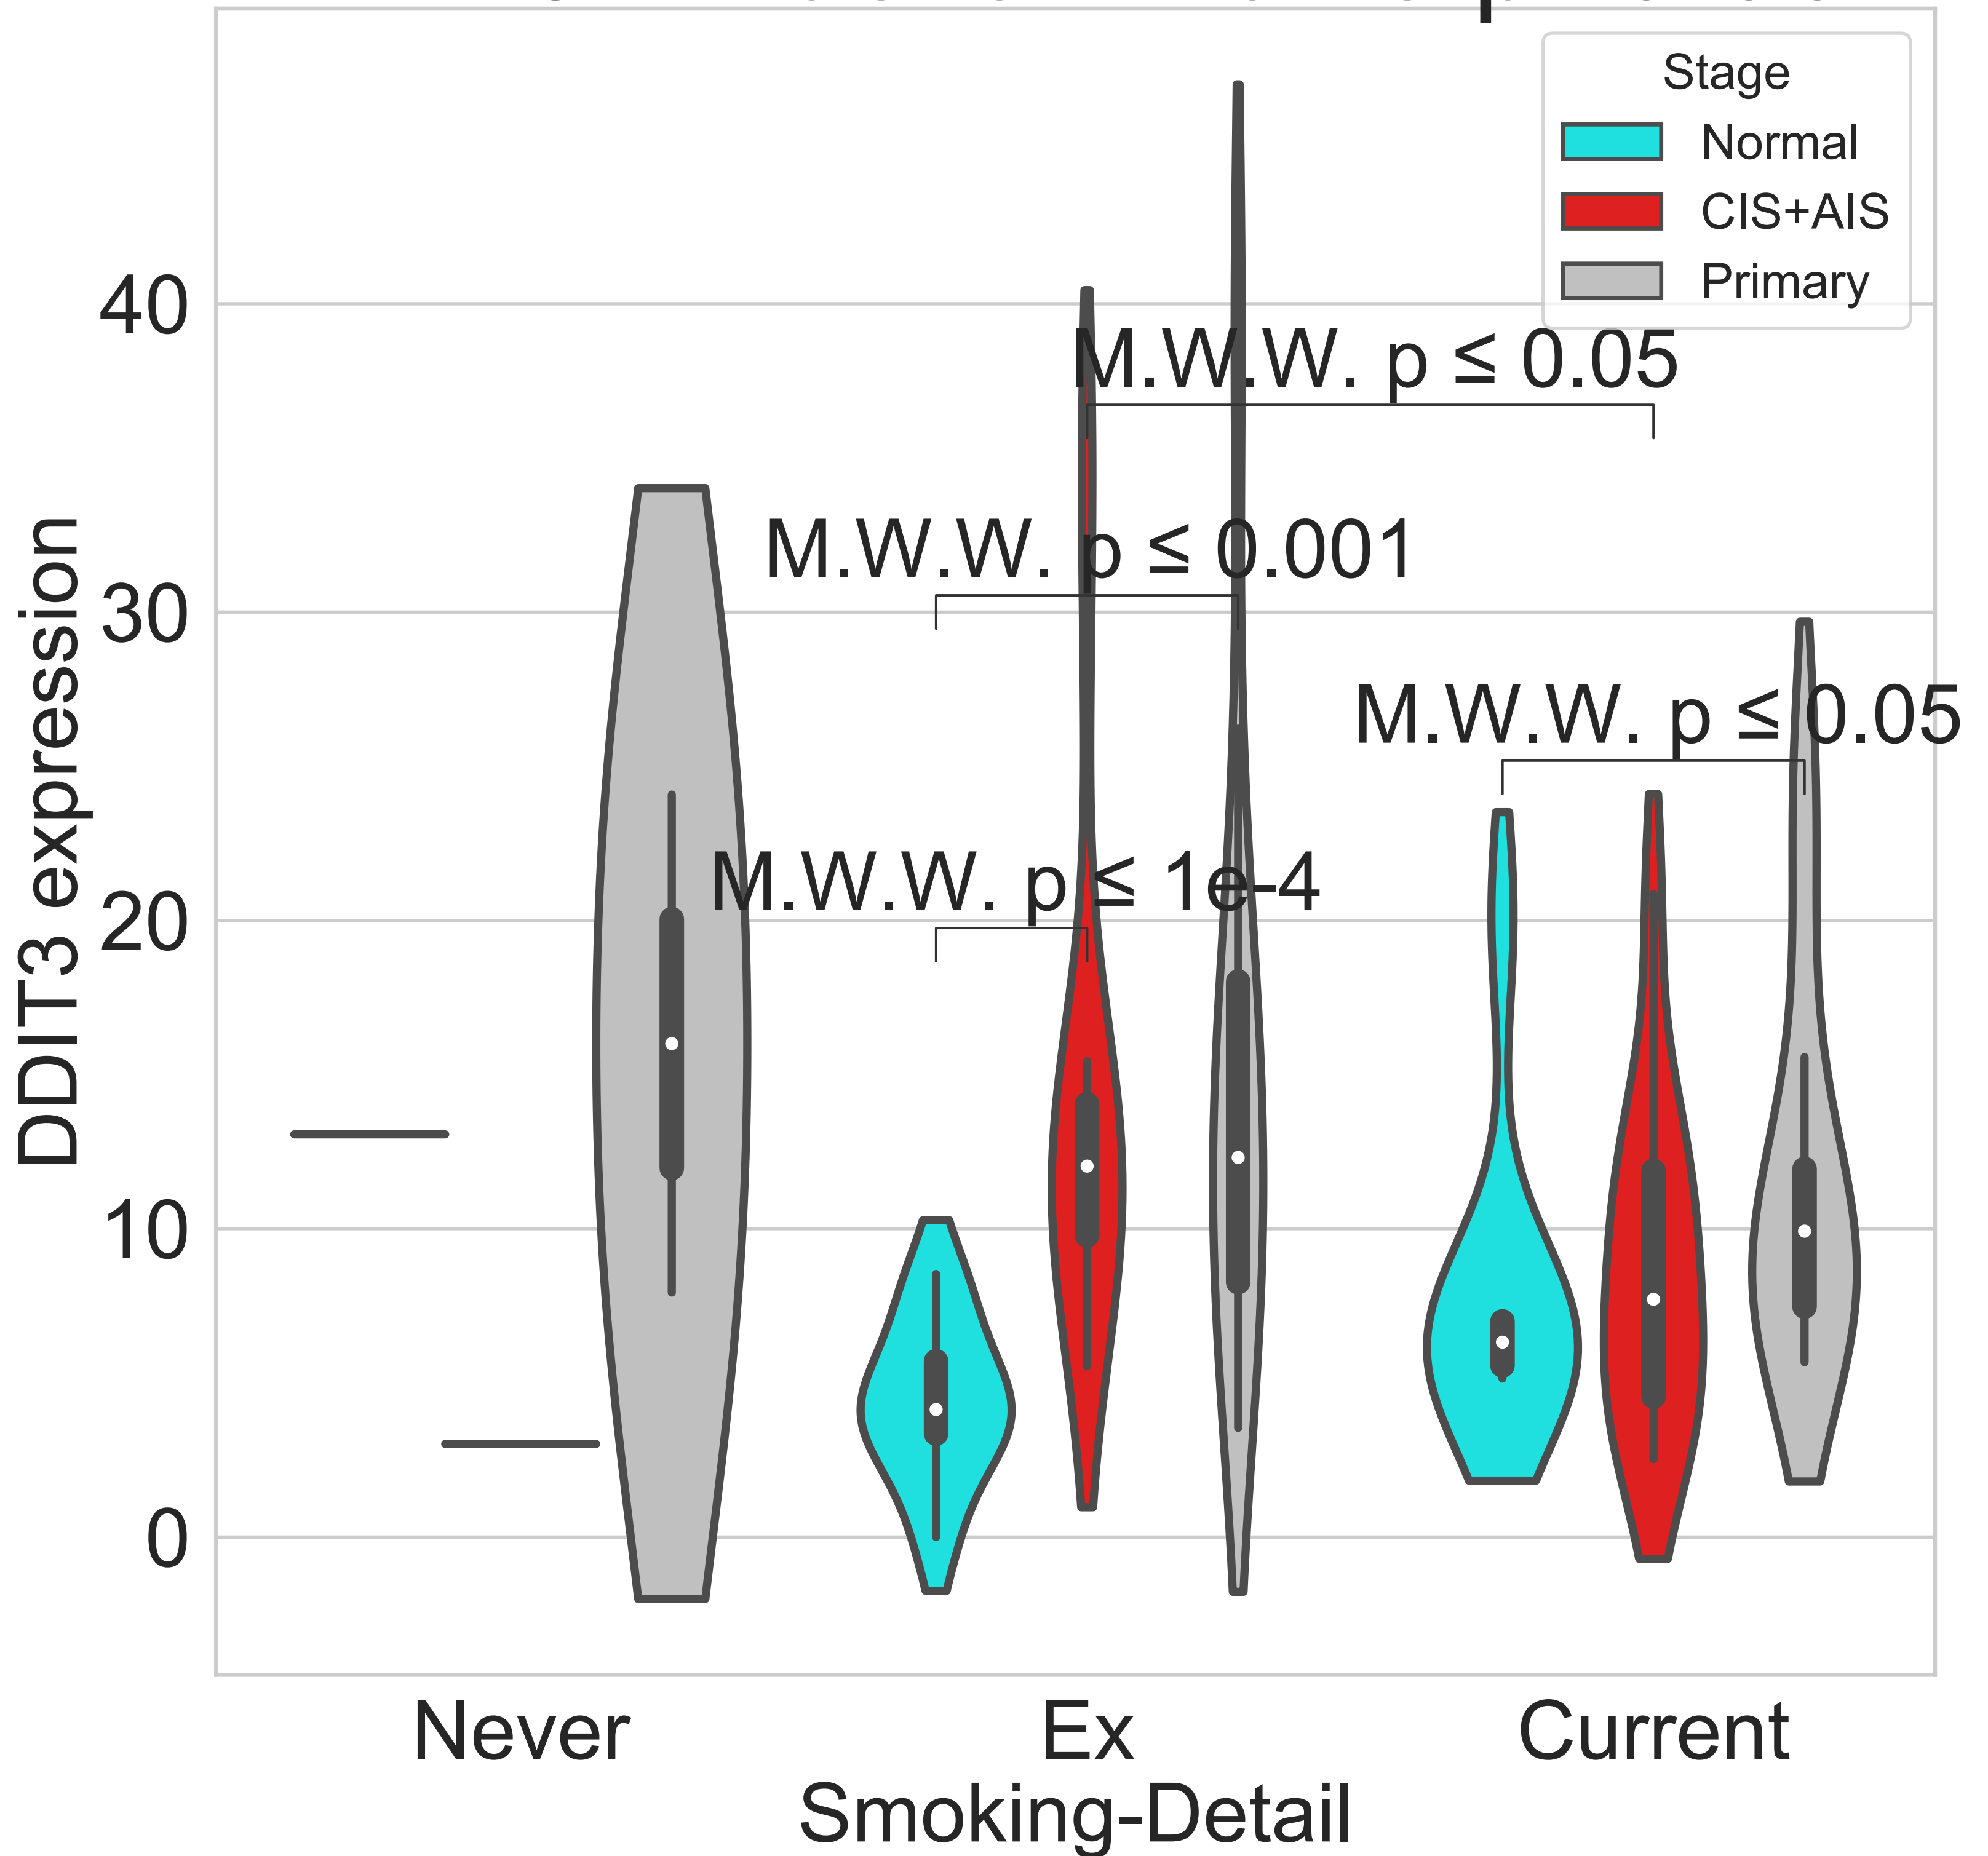 Stage
Normal
CIS+AIS
Primary
40
30
20
10
0
DDIT3 expression
M.W.W. p ≤ 0.05
M.W.W. p ≤ 0.001
M.W.W. p ≤ 0.05
M.W.W. p ≤ 1e-4
Never
Ex
Current
Smoking-Detail